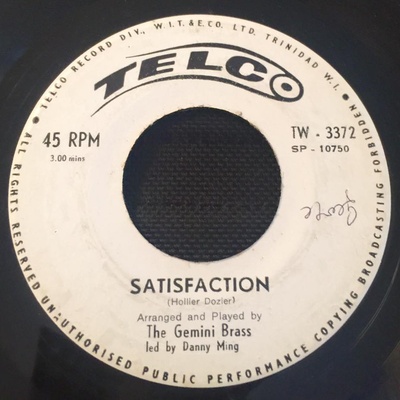 TELCO RECORD DIV., W.I.T. & E.CO. LTD. TRINIDAD W.I.
TELCO
45 RPM
3.00 mins
TW - 3372
SP - 10750
SATISFACTION
(Hollier Dozier)
Arranged and Played by
The Gemini Brass
led by Danny Ming
ALL RIGHTS RESERVED UNAUTHORISED PUBLIC PERFORMANCE COPYING BROADCASTING FORBIDDEN